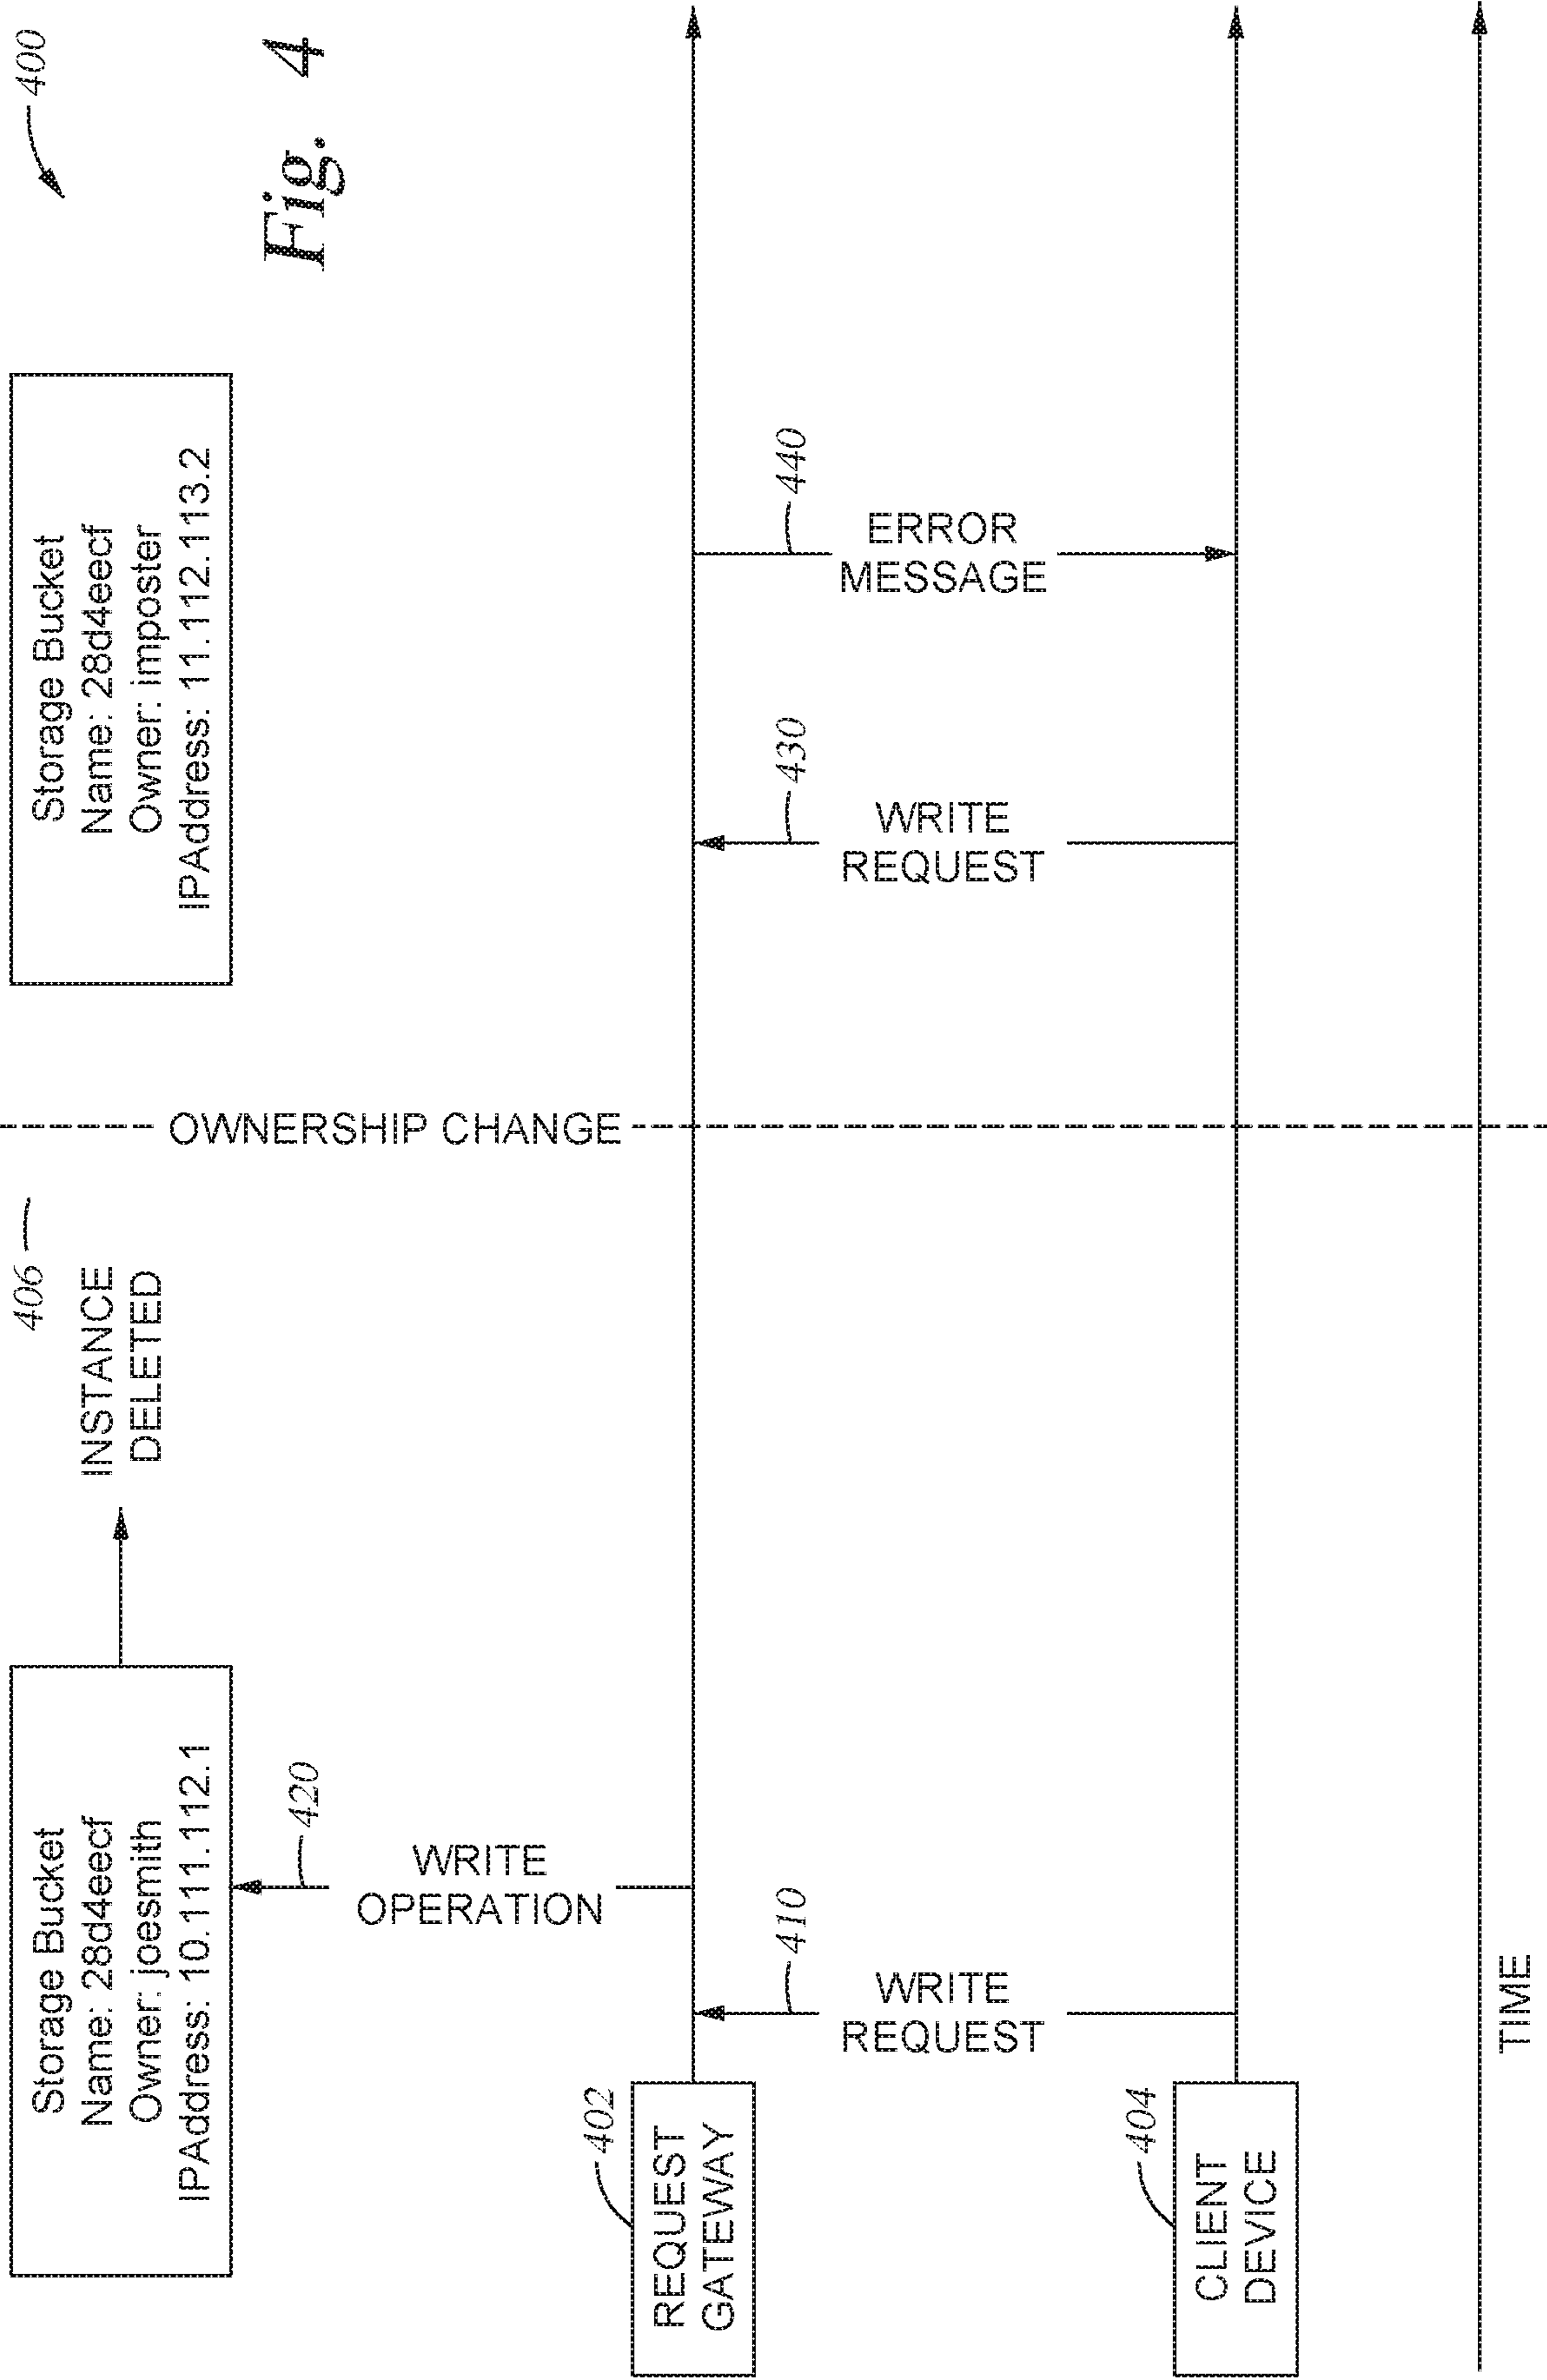 400
Fig. 4
Storage Bucket
Name: 28d4eecf
Owner: joesmith
IPAddress: 10.111.112.1
INSTANCE
DELETED
406
OWNERSHIP CHANGE
Storage Bucket
Name: 28d4eecf
Owner: imposter
IPAddress: 11.112.113.2
420
WRITE
OPERATION
402
REQUEST
GATEWAY
410
WRITE
REQUEST
430
WRITE
REQUEST
440
ERROR
MESSAGE
404
CLIENT
DEVICE
TIME